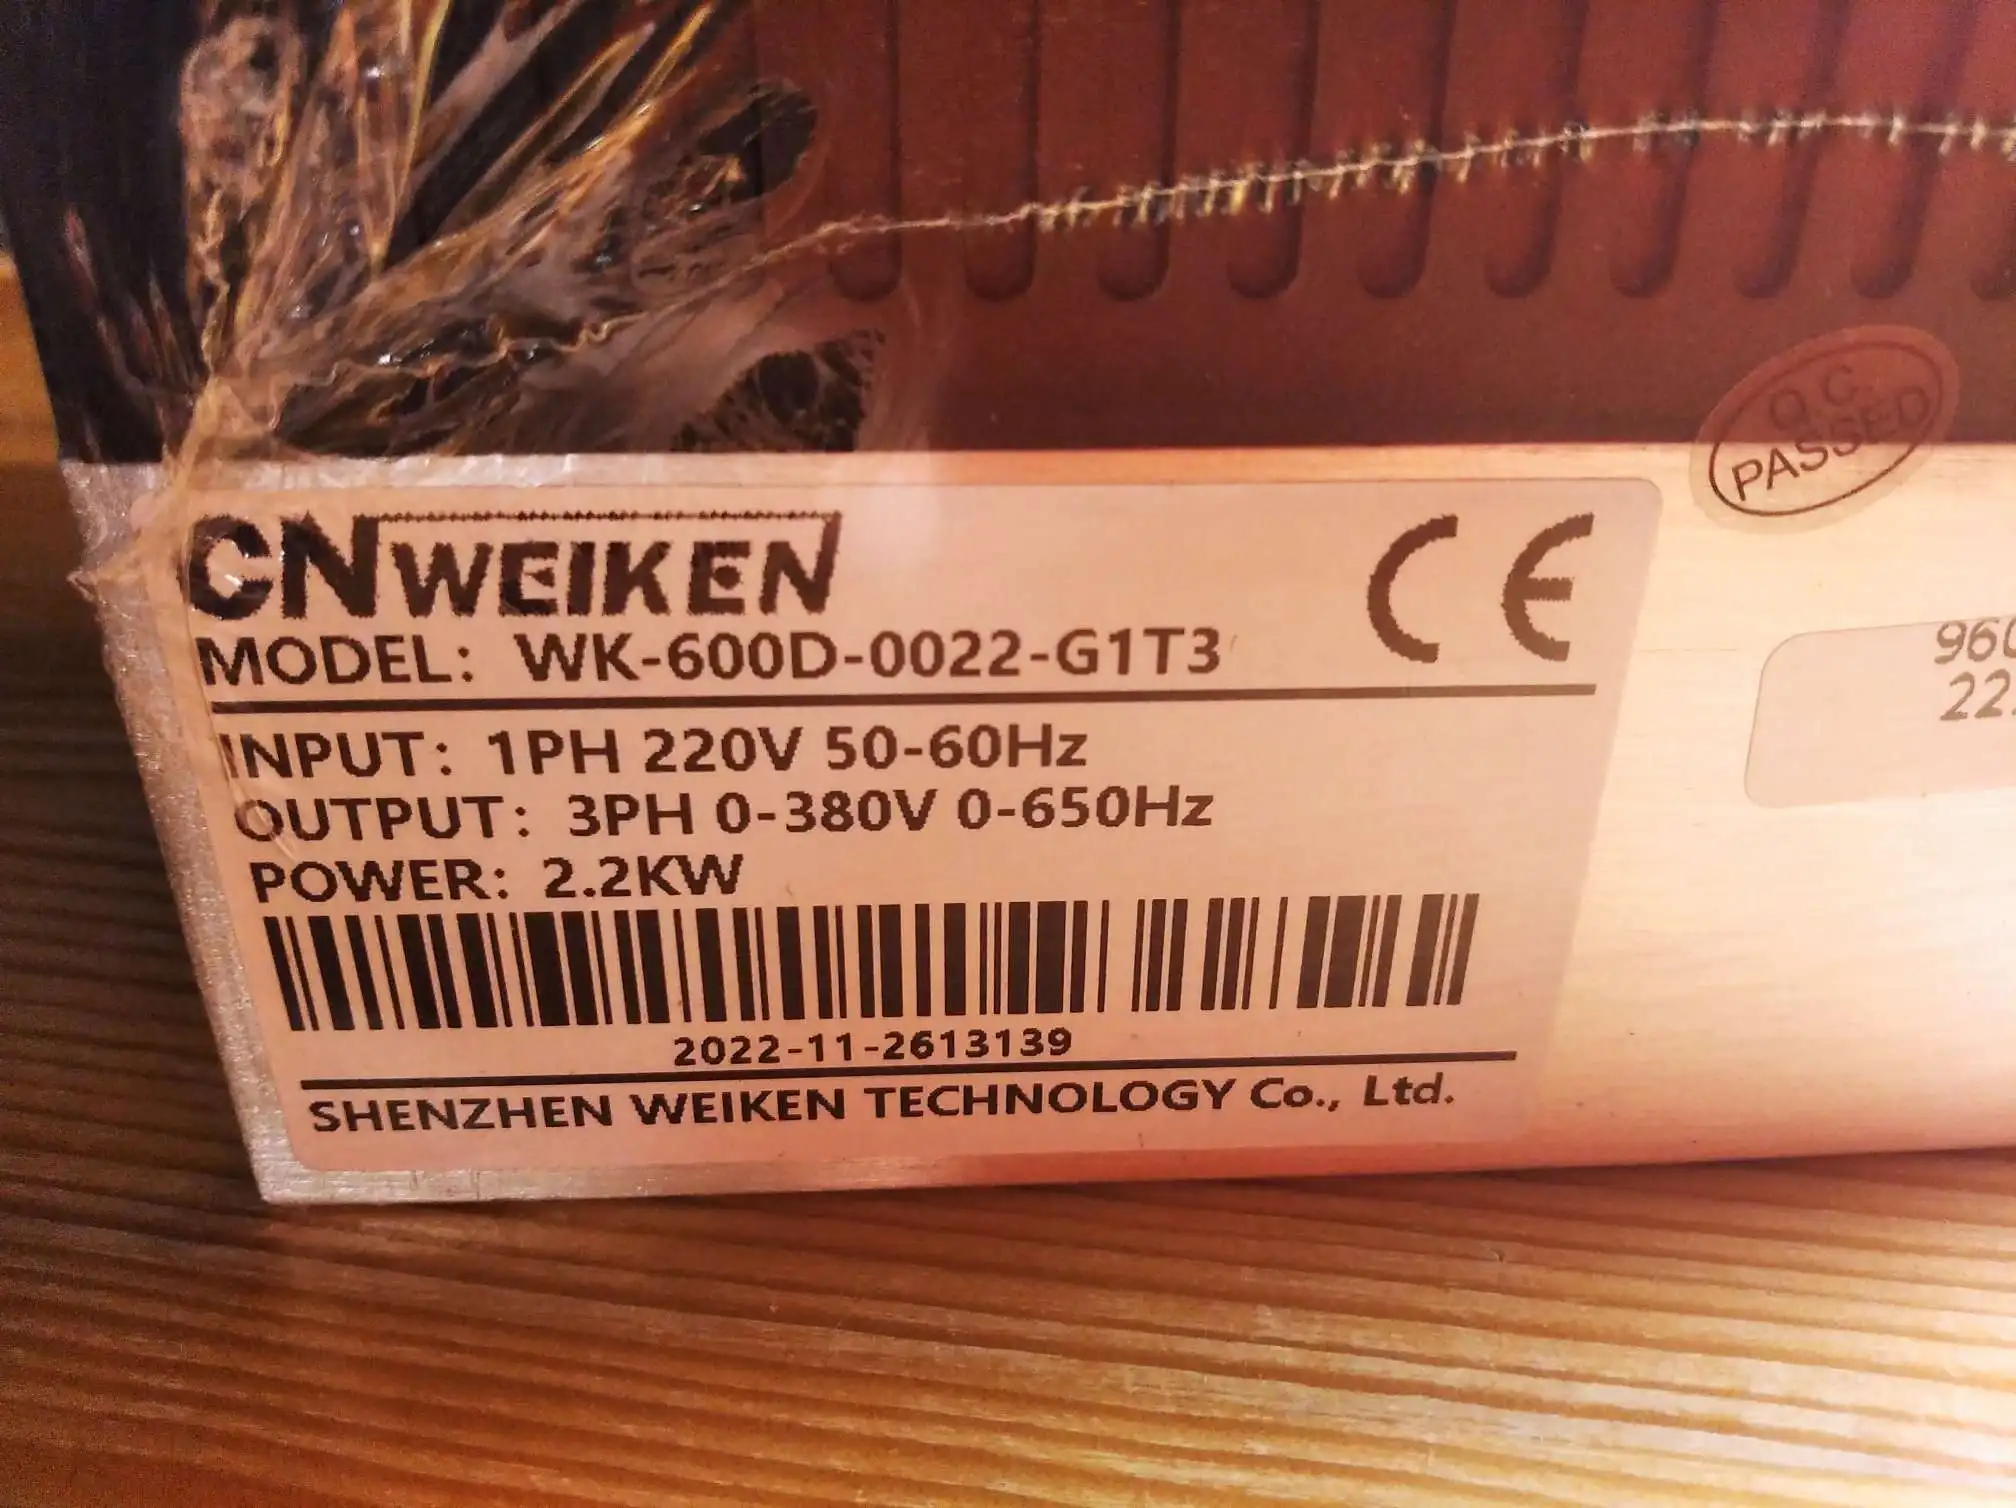 Q.C
PASSED
CNWEIKEN
CE
MODEL: WK-600D-0022-G1T3
INPUT: 1PH 220V 50-60Hz
OUTPUT: 3PH 0-380V 0-650Hz
POWER: 2.2KW
2022-11-2613139
SHENZHEN WEIKEN TECHNOLOGY Co., Ltd.